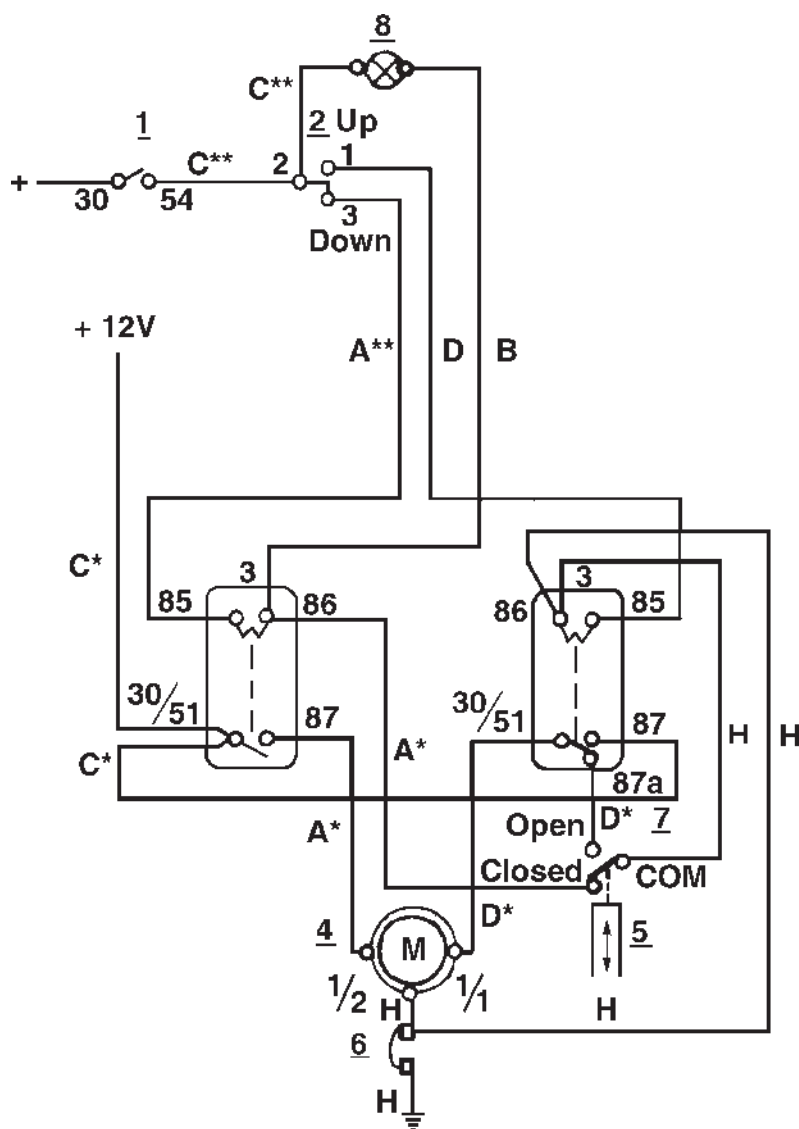 8
C**
2 Up
1
1
C**
2
+
30
54
3
Down
+ 12V
A**
D
B
C*
3
3
85
86
86
85
30/51
87
30/51
87
H
H
C*
A*
87a
A*
Open
D*
7
Closed
COM
D*
4
M
5
1/2
H
1/1
H
6
H